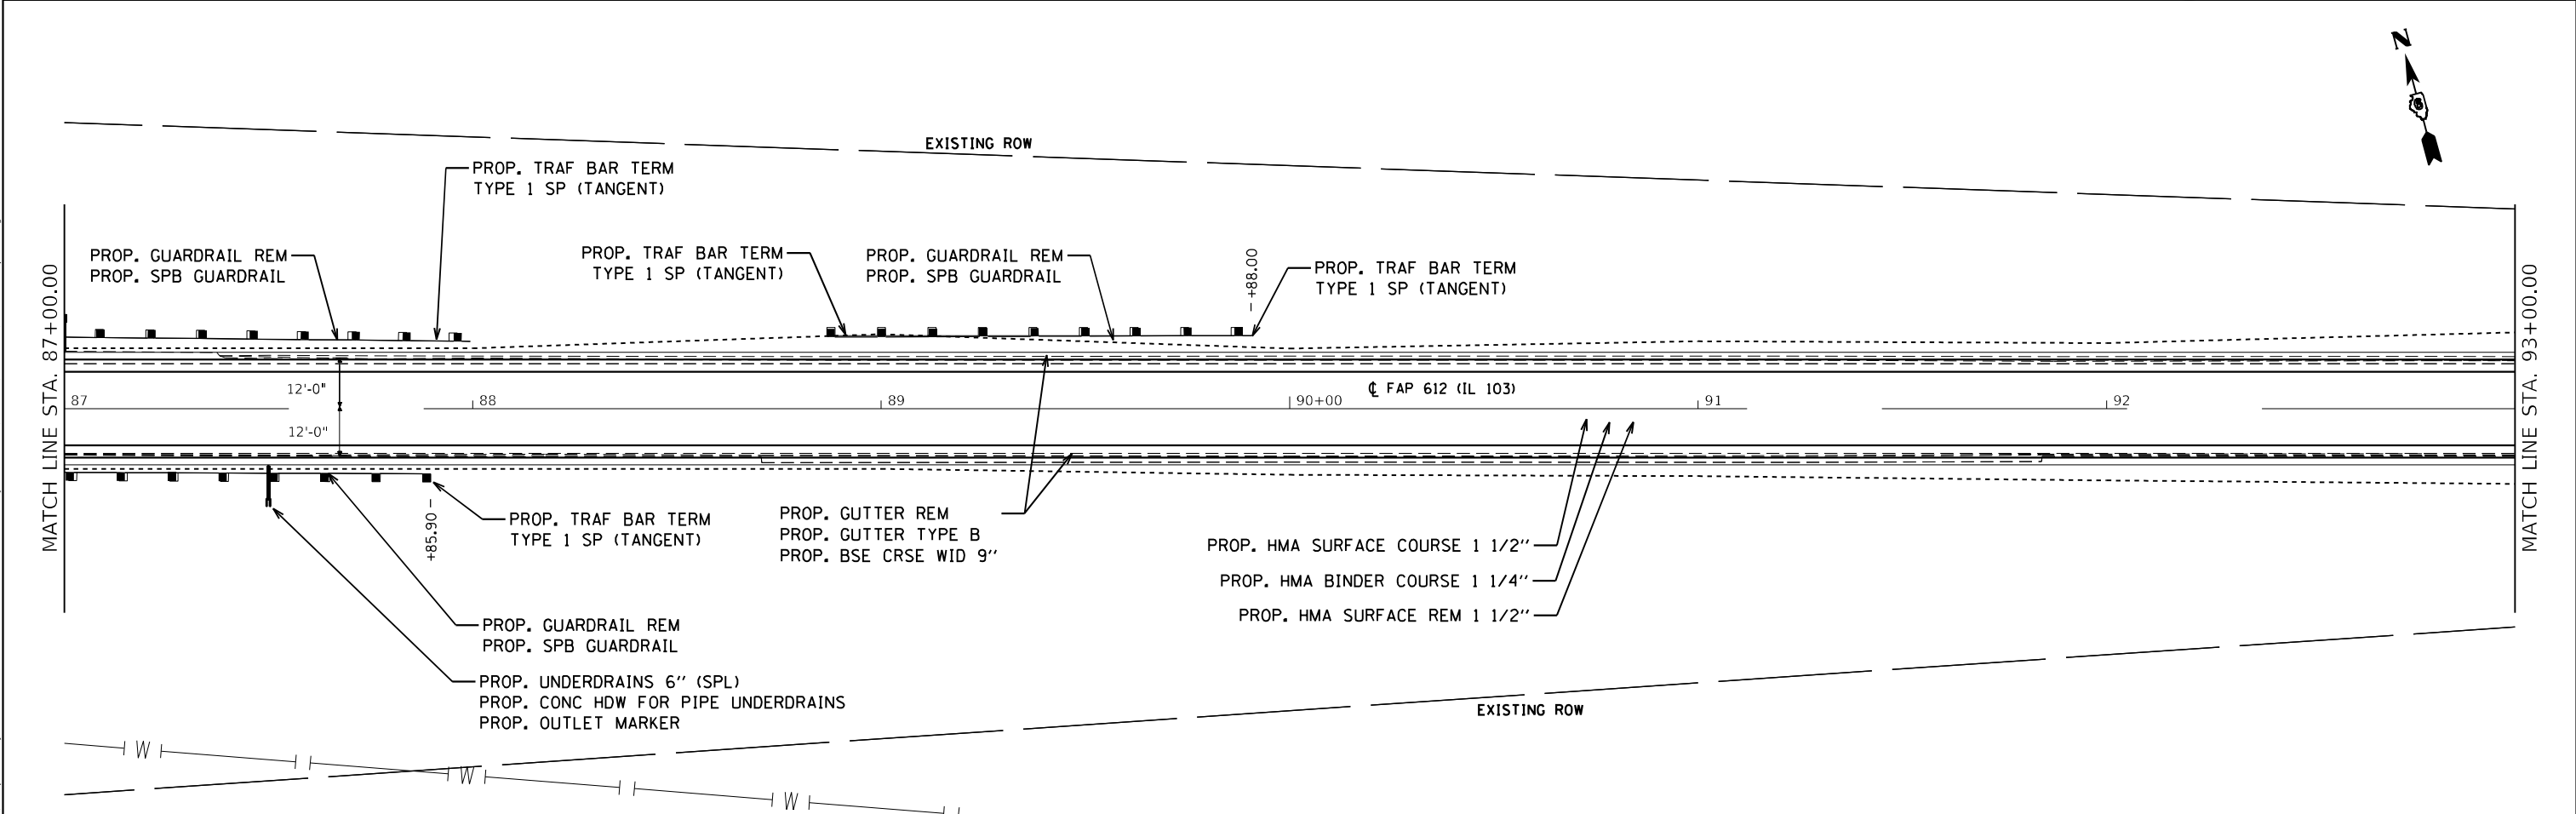 N
EXISTING ROW
PROP. TRAF BAR TERM
TYPE 1 SP (TANGENT)
PROP. GUARDRAIL REM
PROP. SPB GUARDRAIL
PROP. TRAF BAR TERM
TYPE 1 SP (TANGENT)
PROP. GUARDRAIL REM
PROP. SPB GUARDRAIL
+88.00
PROP. TRAF BAR TERM
TYPE 1 SP (TANGENT)
MATCH LINE STA. 87+00.00
MATCH LINE STA. 93+00.00
12'-0"
℄ FAP 612 (IL 103)
87
88
89
90+00
91
92
12'-0"
+85.90
PROP. TRAF BAR TERM
TYPE 1 SP (TANGENT)
PROP. GUTTER REM
PROP. GUTTER TYPE B
PROP. BSE CRSE WID 9''
PROP. HMA SURFACE COURSE 1 1/2''
PROP. HMA BINDER COURSE 1 1/4''
PROP. HMA SURFACE REM 1 1/2''
PROP. GUARDRAIL REM
PROP. SPB GUARDRAIL
PROP. UNDERDRAINS 6'' (SPL)
PROP. CONC HDW FOR PIPE UNDERDRAINS
PROP. OUTLET MARKER
EXISTING ROW
W
W
W